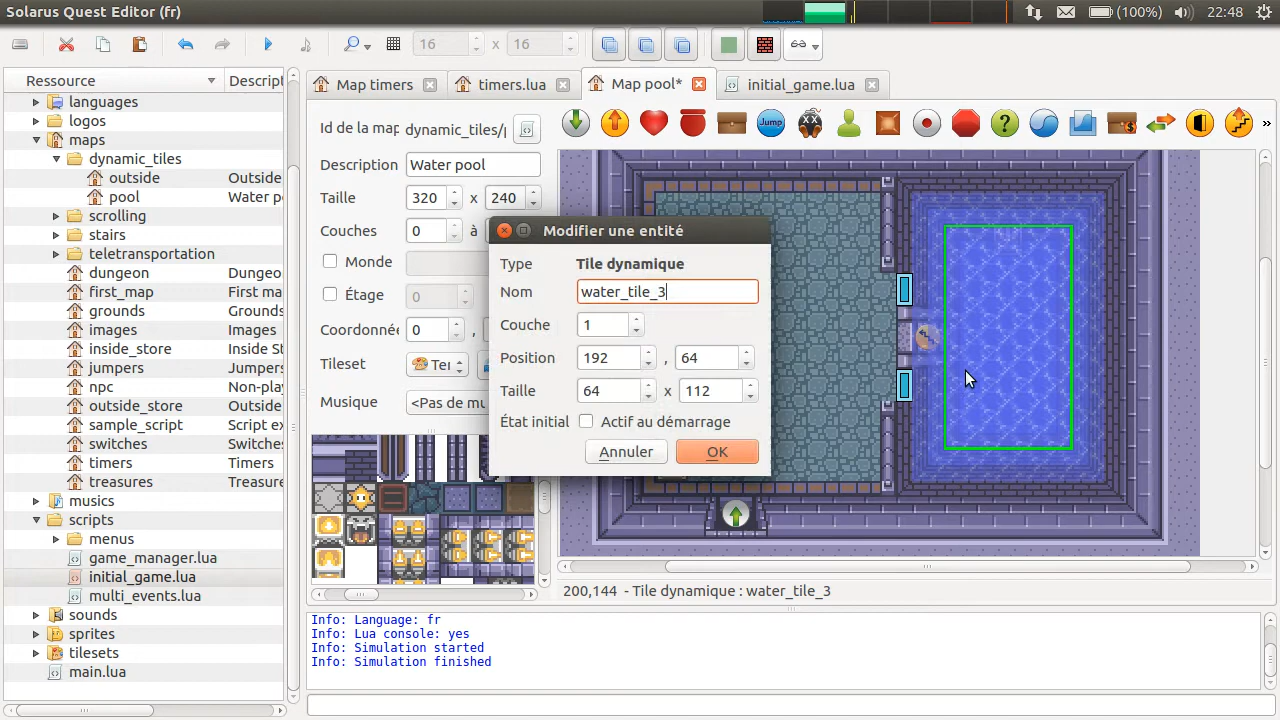 Solarus Quest Editor (fr)
(100%)
22:48
16
x
16
Ressource
Descript
languages
logos
maps
dynamic_tiles
outside
Outside
pool
Water p
scrolling
stairs
teletransportation
dungeon
Dungeon
first_map
First ma
grounds
Grounds
images
Images
inside_store
Inside St
jumpers
Jumpers
npc
Non-play
outside_store
Outside
sample_script
Script ex
switches
Switches
timers
Timers
treasures
Treasure
musics
scripts
menus
game_manager.lua
initial_game.lua
multi_events.lua
sounds
sprites
tilesets
main.lua
Map timers
timers.lua
Map pool*
initial_game.lua
Jump
»
Id de la map
dynamic_tiles/p
Description
Water pool
Taille
320
x
240
Couches
0
à
Monde
Étage
0
Coordonnée
0
,
Tileset
Ter
Musique
<Pas de mu
Modifier une entité
Type
Tile dynamique
Nom
water_tile_3
Couche
1
Position
192
,
64
Taille
64
x
112
État initial
Actif au démarrage
Annuler
OK
200,144 - Tile dynamique : water_tile_3
Info: Language: fr
Info: Lua console: yes
Info: Simulation started
Info: Simulation finished